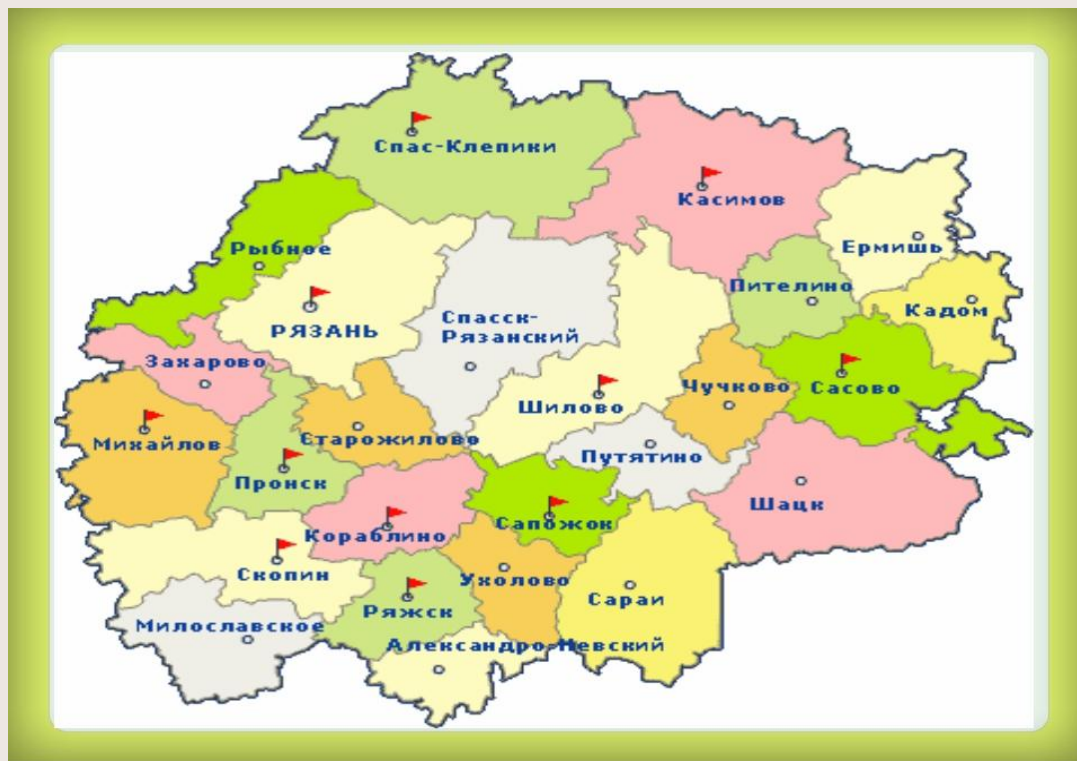 Спас-Клепики
Касимов
Рыбное
Ермишь
Пителино
Кадом
РЯЗАНЬ
Спасск-
Рязанский
Захарово
Шилово
Чучково
Сасово
Михайлов
Старожилово
Путятино
Пронск
Шацк
Кораблино
Сапожок
Скопин
Ухолово
Сараи
Ряжск
Милославское
Александро-Невский